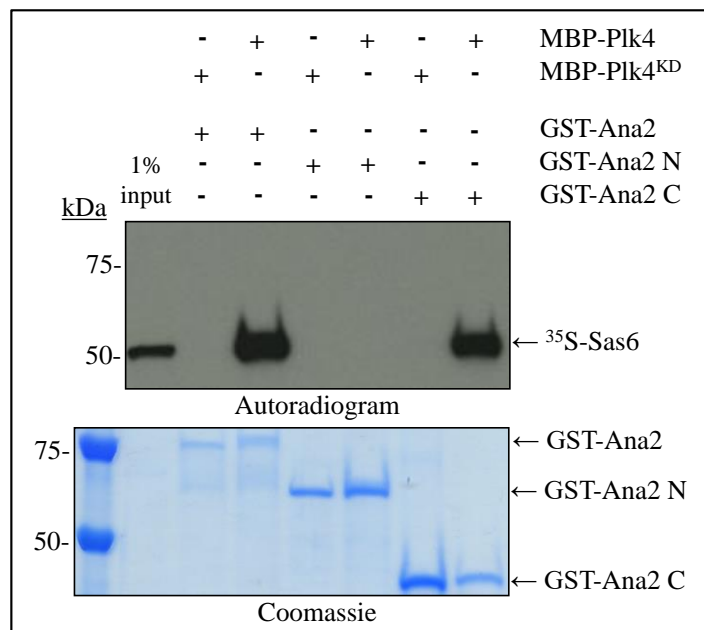 - + - + - + MBP-Plk4
+ - + - + - MBP-Plk4ᴷᴰ
+ + - - - - GST-Ana2
1% - - + + - - GST-Ana2 N
input - - - - + + GST-Ana2 C
kDa
75-
50- ← ³⁵S-Sas6
Autoradiogram
75- ← GST-Ana2
← GST-Ana2 N
50-
← GST-Ana2 C
Coomassie